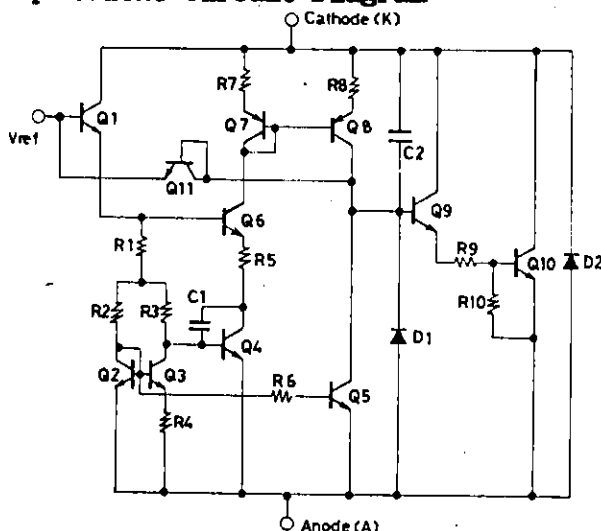 Cathode (K)
R7
R8
Q1
Q7
Q8
Vref
C2
Q11
Q6
Q9
R1
R5
R9
Q10
D2
R2
R3
C1
R10
Q4
D1
Q2
Q3
R6
Q5
R4
Anode (A)